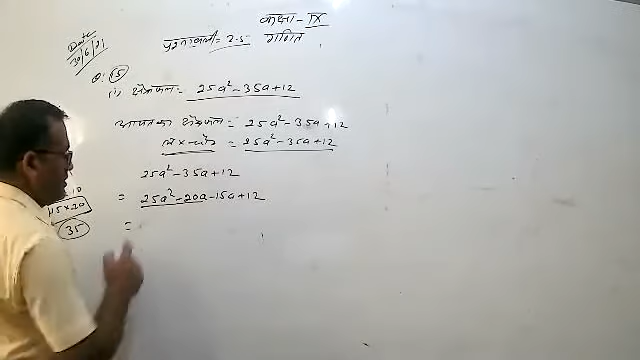 कक्षा - IX
Date 30/6/21
प्रश्नावली = 2.5 गणित
Q. 15
(i) क्षेत्रफल = 25a² - 35a + 12
आयत का क्षेत्रफल = 25a² - 35a + 12
ल × चौ = 25a² - 35a + 12
25a² - 35a + 12
= 25a² - 20a - 15a + 12
15 × 20
35 =